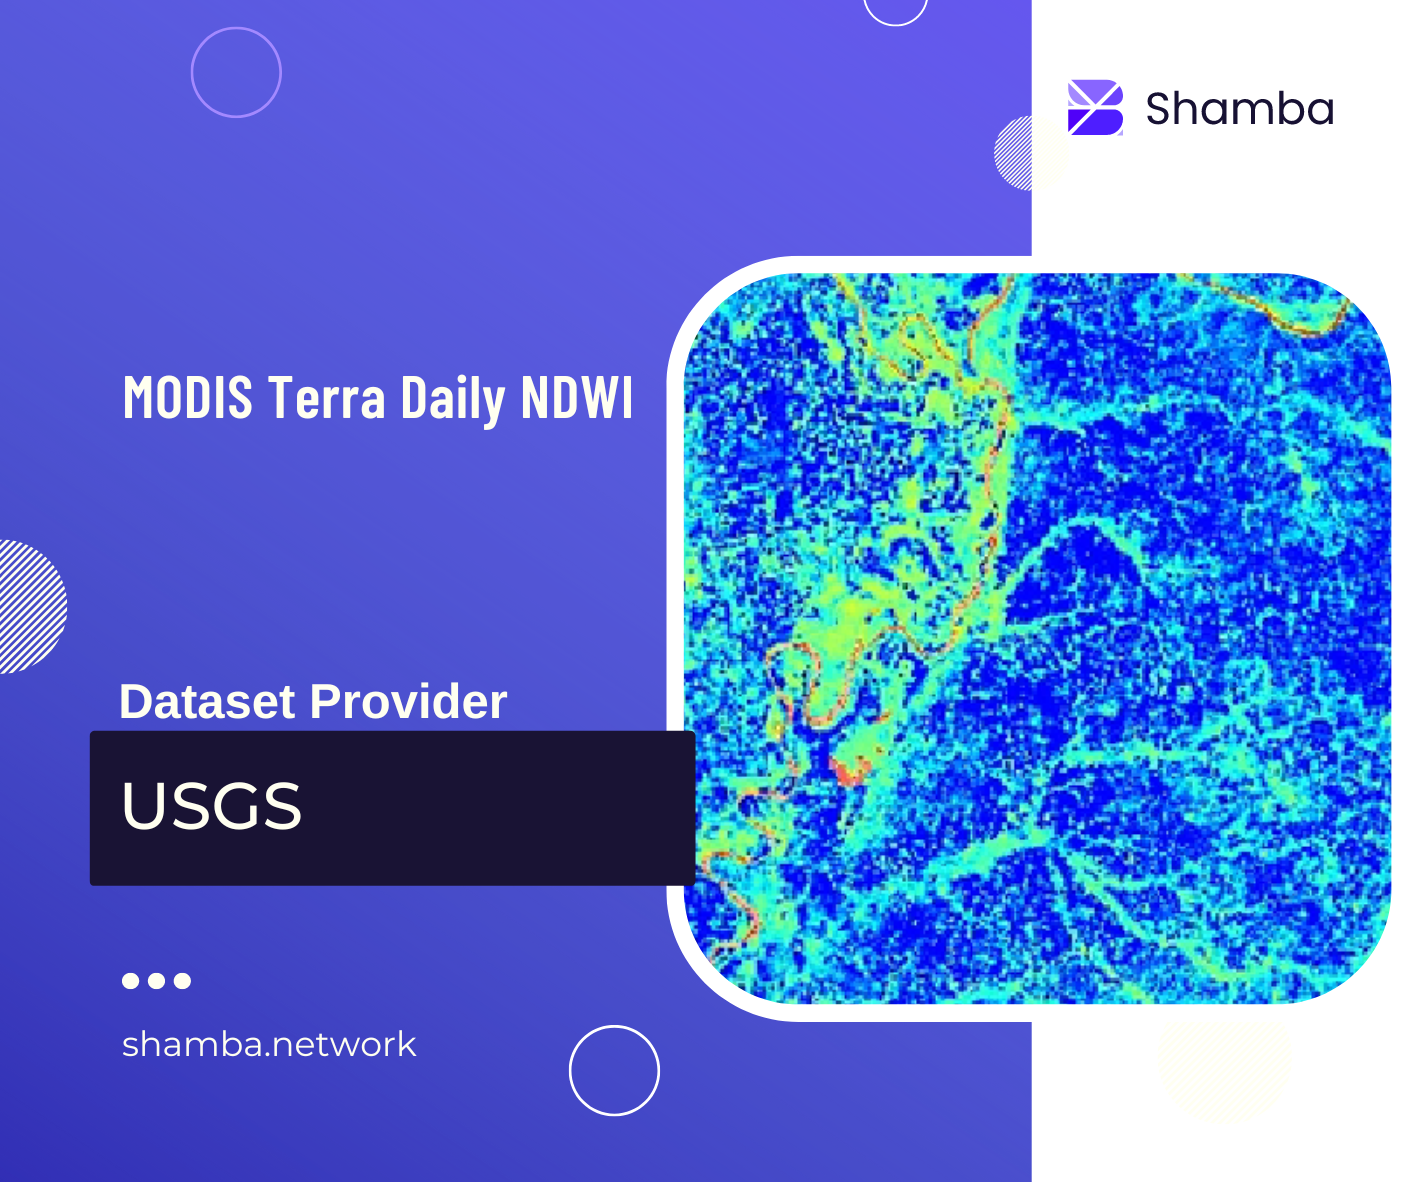 Shamba
MODIS Terra Daily NDWI
Dataset Provider
USGS
shamba.network